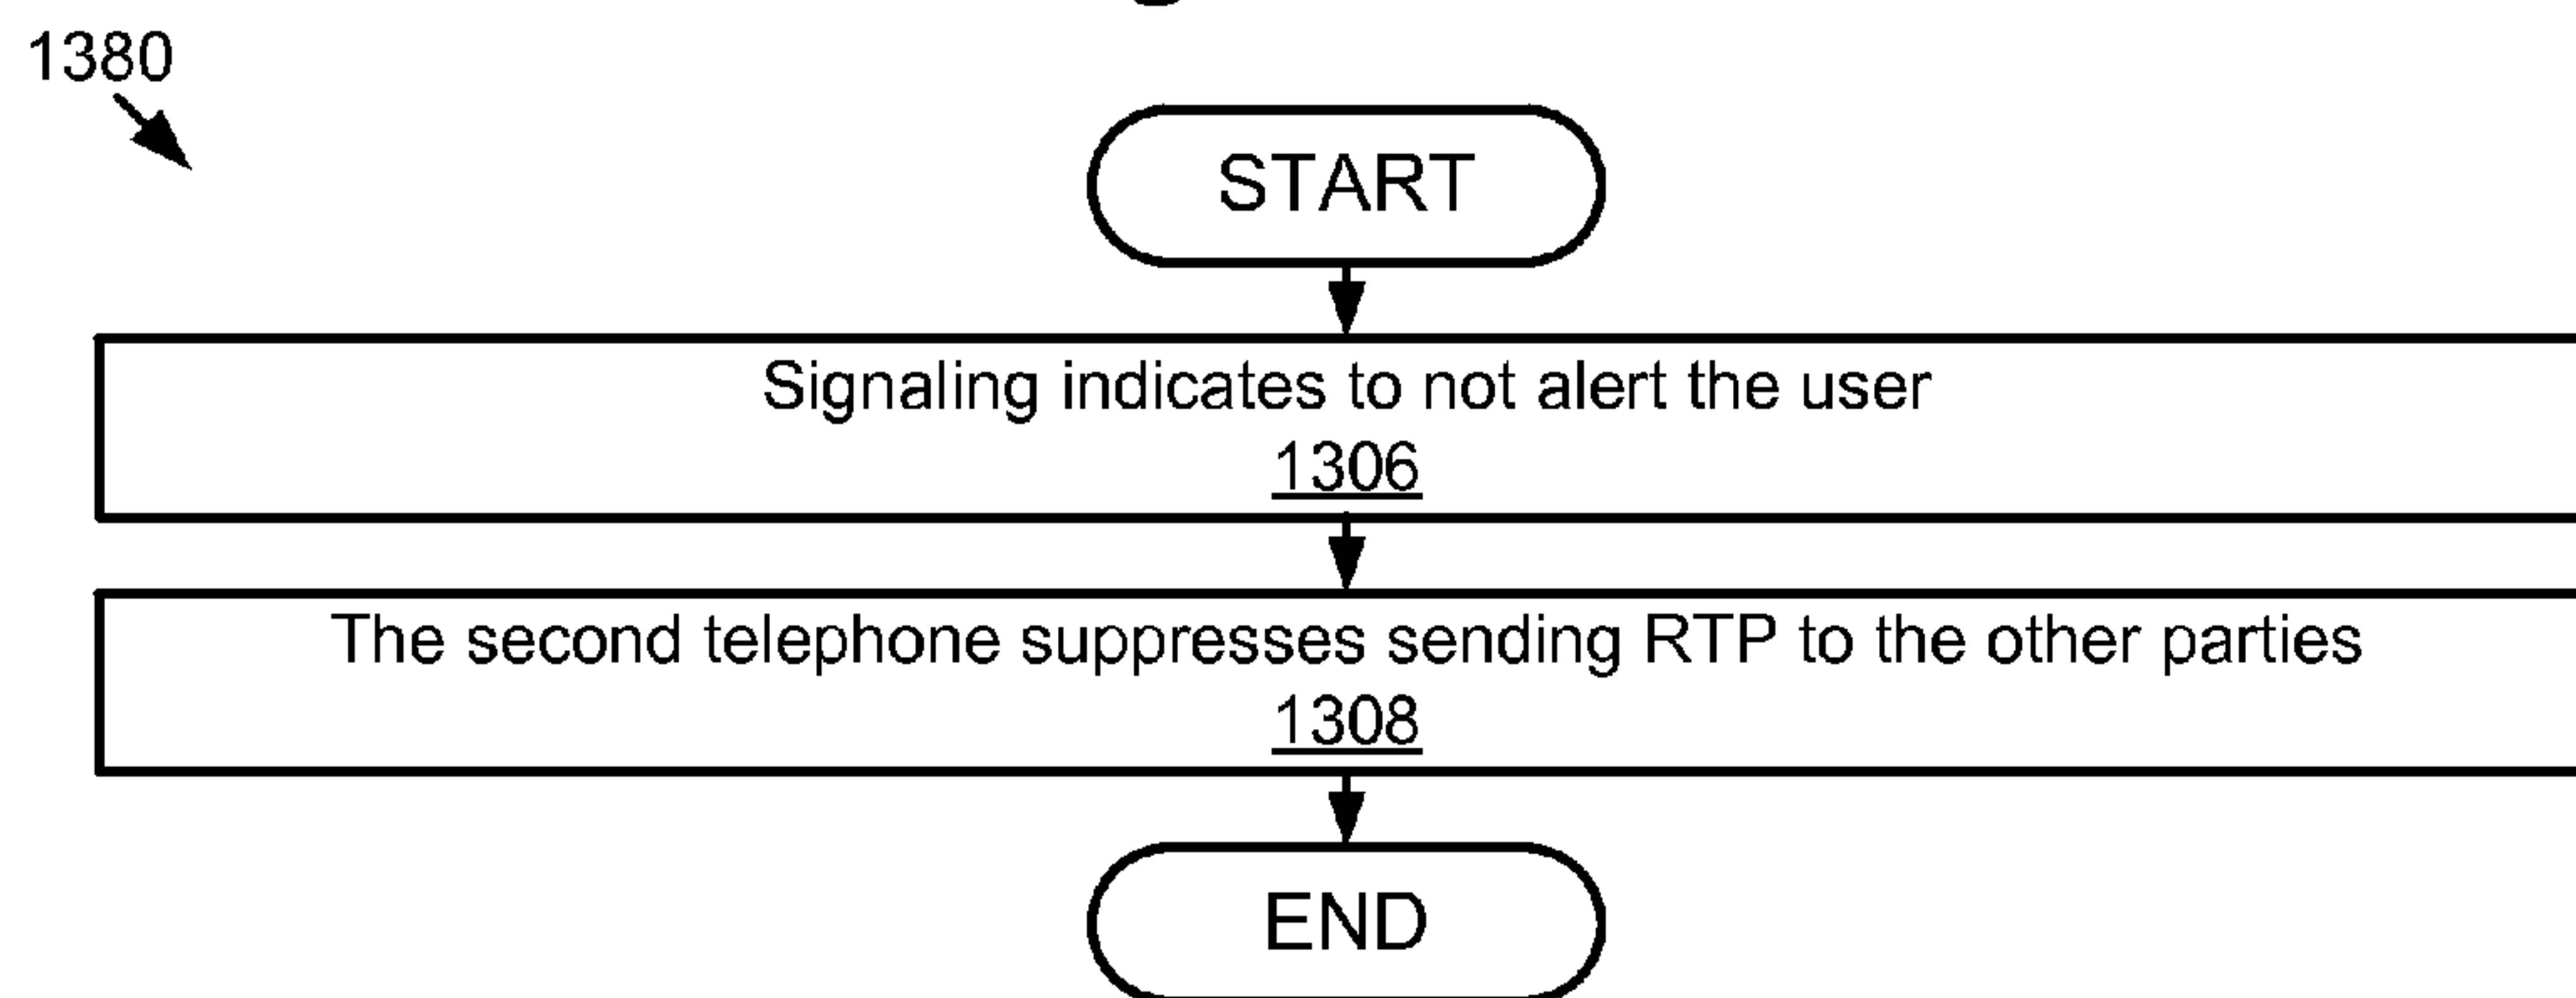 1380
START
Signaling indicates to not alert the user
1306
The second telephone suppresses sending RTP to the other parties
1308
END